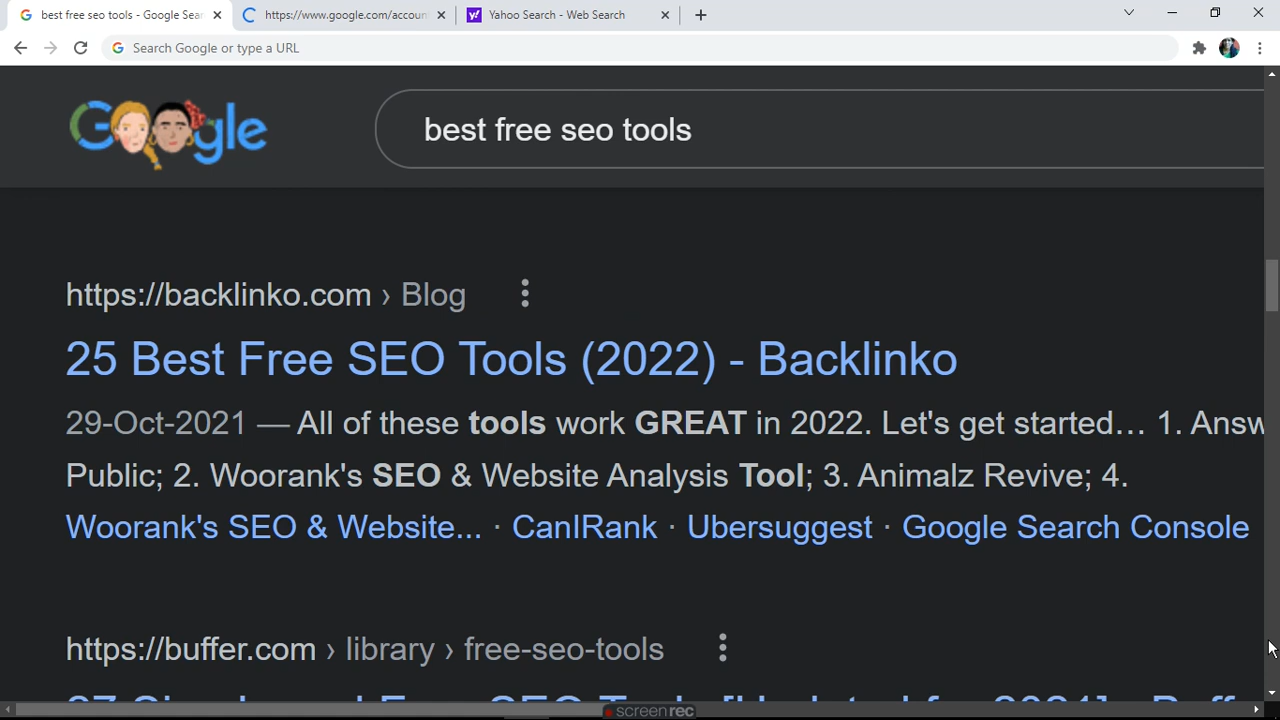 best free seo tools - Google Sear
https://www.google.com/accoun
Yahoo Search - Web Search
Search Google or type a URL
Google
best free seo tools
https://backlinko.com › Blog
25 Best Free SEO Tools (2022) - Backlinko
29-Oct-2021 — All of these tools work GREAT in 2022. Let's get started… 1. Answ
Public; 2. Woorank's SEO & Website Analysis Tool; 3. Animalz Revive; 4.
Woorank's SEO & Website... · CanIRank · Ubersuggest · Google Search Console
https://buffer.com › library › free-seo-tools
screenrec